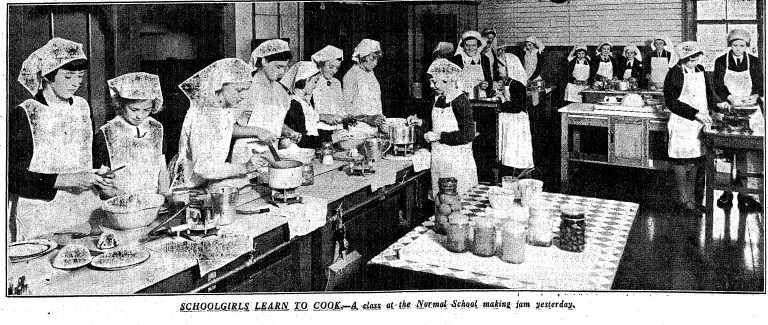 SCHOOLGIRLS LEARN TO COOK.—A class at the Normal School making jam yesterday.